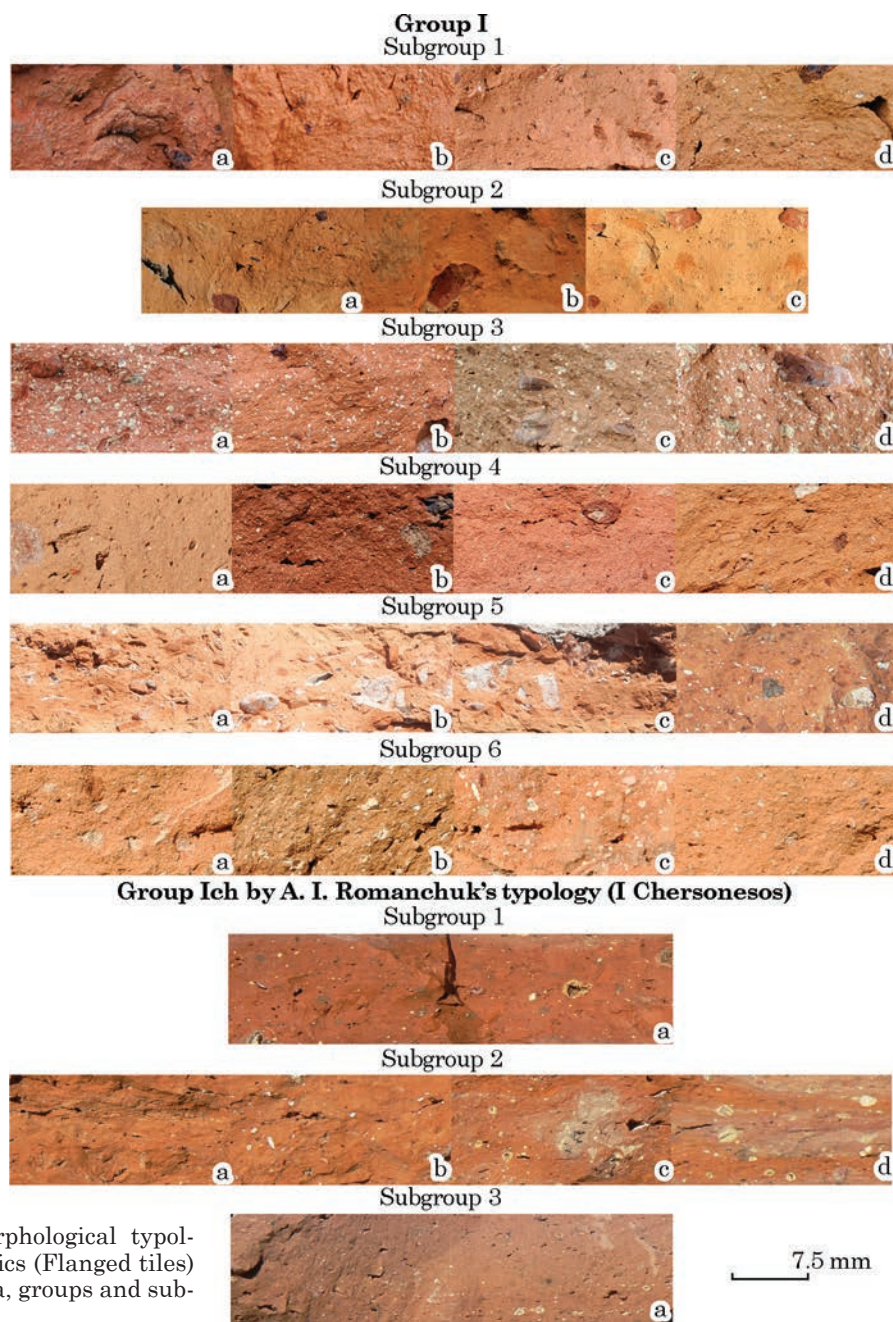 Group I
Subgroup 1
a b c d
Subgroup 2
a b c
Subgroup 3
a b c d
Subgroup 4
a b c d
Subgroup 5
a b c d
Subgroup 6
a b c d
Group Ich by A. I. Romanchuk's typology (I Chersonesos)
Subgroup 1
a
Subgroup 2
a b c d
Subgroup 3
rphological typol-
ics (Flanged tiles)
a, groups and sub-
a
7.5 mm